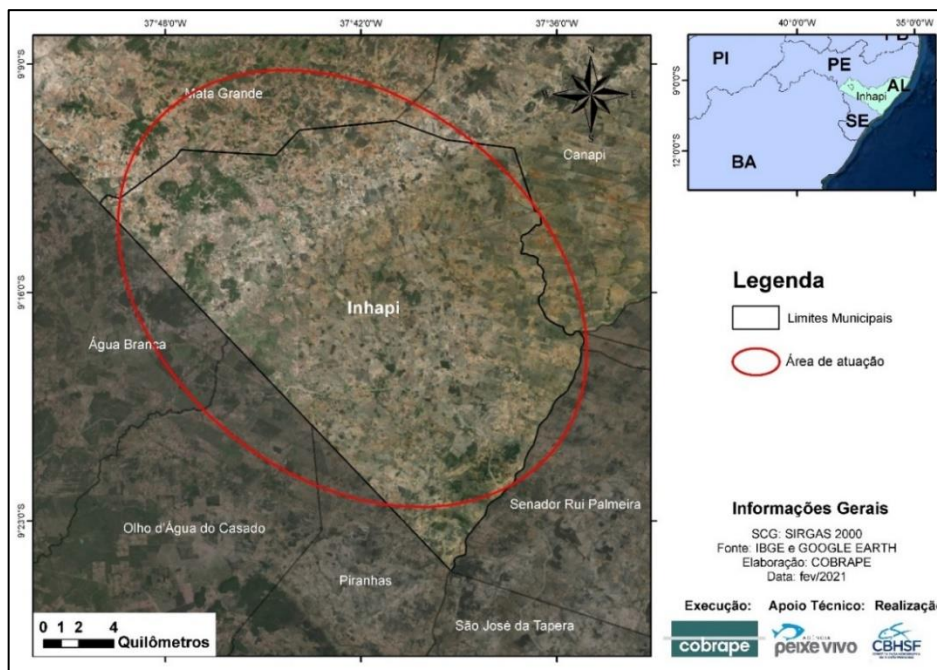 37°48'0"O
37°42'0"O
37°36'0"O
9°9'0"S
9°16'0"S
9°23'0"S
Mata Grande
N
E
S
Canapi
Inhapi
Água Branca
Olho d'Água do Casado
Senador Rui Palmeira
Piranhas
São José da Tapera
0 1 2 4
Quilômetros
40°0'0"O
35°0'0"O
9°0'0"S
12°0'0"S
PI
PE
PB
AL
Inhapi
SE
BA
Legenda
Limites Municipais
Área de atuação
Informações Gerais
SCG: SIRGAS 2000
Fonte: IBGE e GOOGLE EARTH
Elaboração: COBRAPE
Data: fev/2021
Execução: Apoio Técnico: Realização
cobrape
peixe vivo
CBHSF